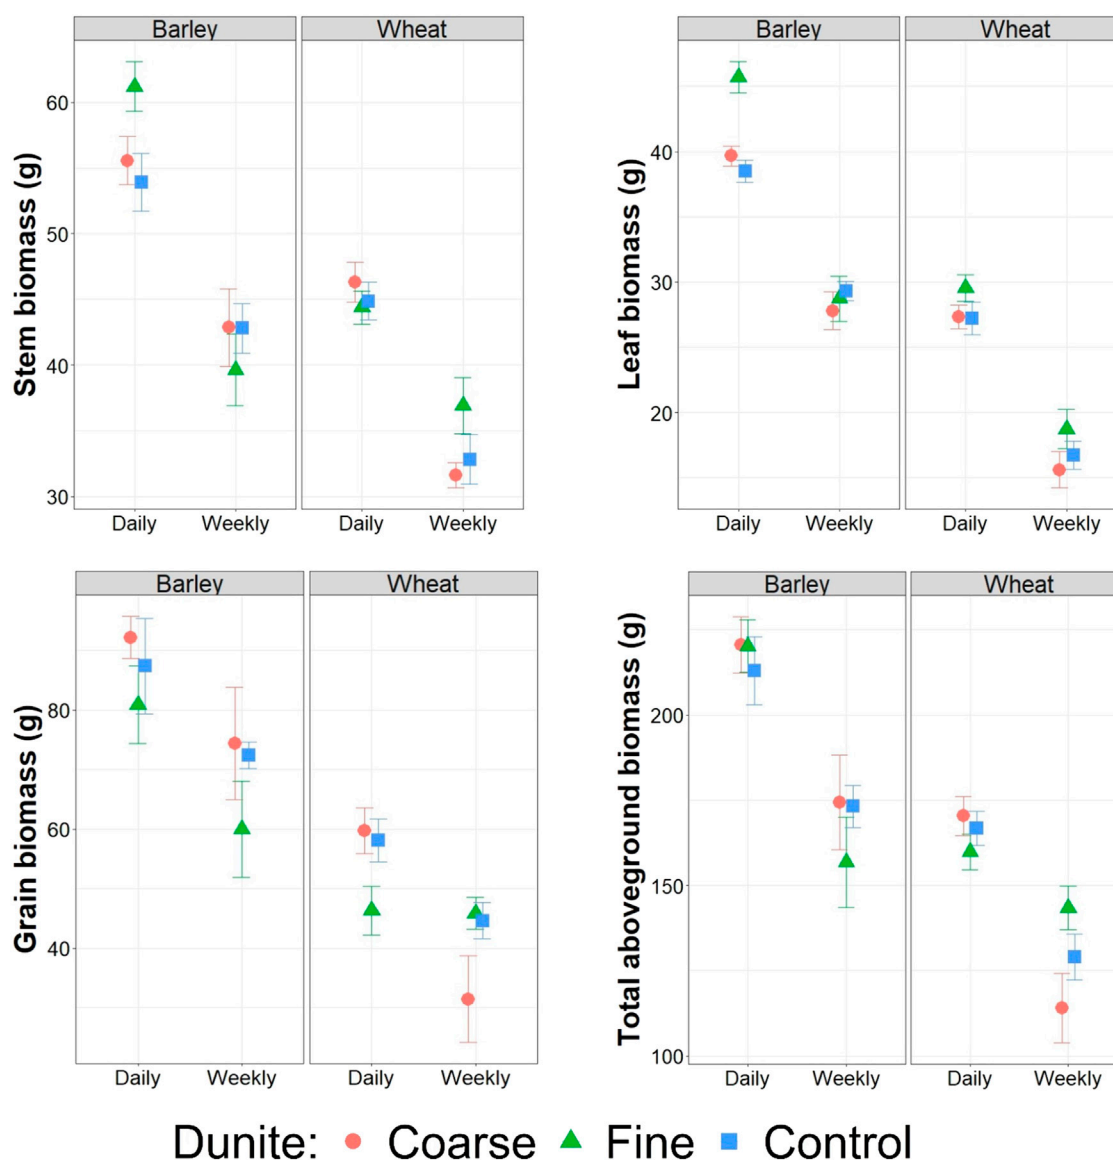 Barley Wheat
Stem biomass (g)
60
50
40
30
Daily Weekly Daily Weekly
Barley Wheat
Leaf biomass (g)
40
30
20
Daily Weekly Daily Weekly
Barley Wheat
Grain biomass (g)
80
60
40
Daily Weekly Daily Weekly
Barley Wheat
Total aboveground biomass (g)
200
150
100
Daily Weekly Daily Weekly
Dunite: Coarse Fine Control